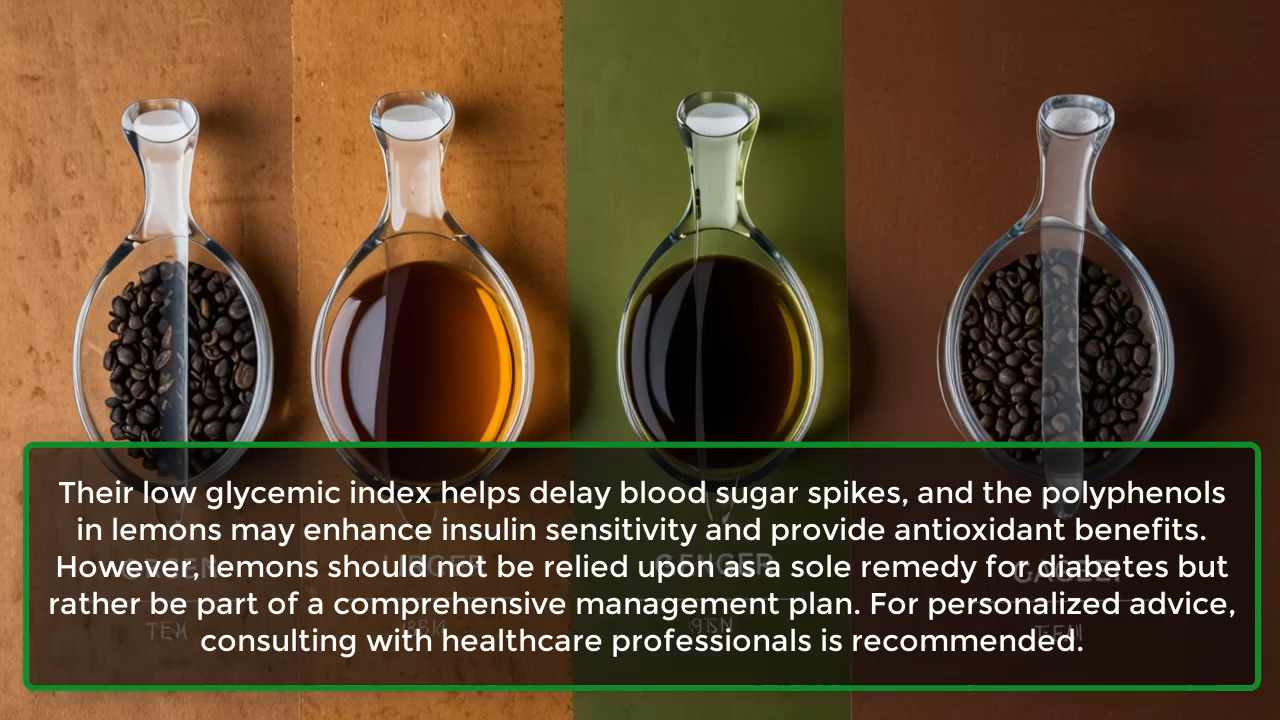 Their low glycemic index helps delay blood sugar spikes, and the polyphenols
in lemons may enhance insulin sensitivity and provide antioxidant benefits.
However, lemons should not be relied upon as a sole remedy for diabetes but
rather be part of a comprehensive management plan. For personalized advice,
consulting with healthcare professionals is recommended.